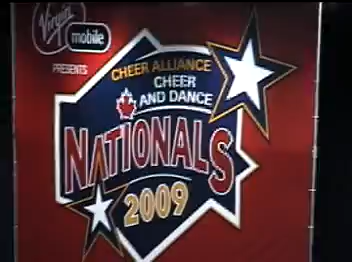 Virgin
mobile
PRESENTS
CHEER ALLIANCE
CHEER
AND DANCE
NATIONALS
2009